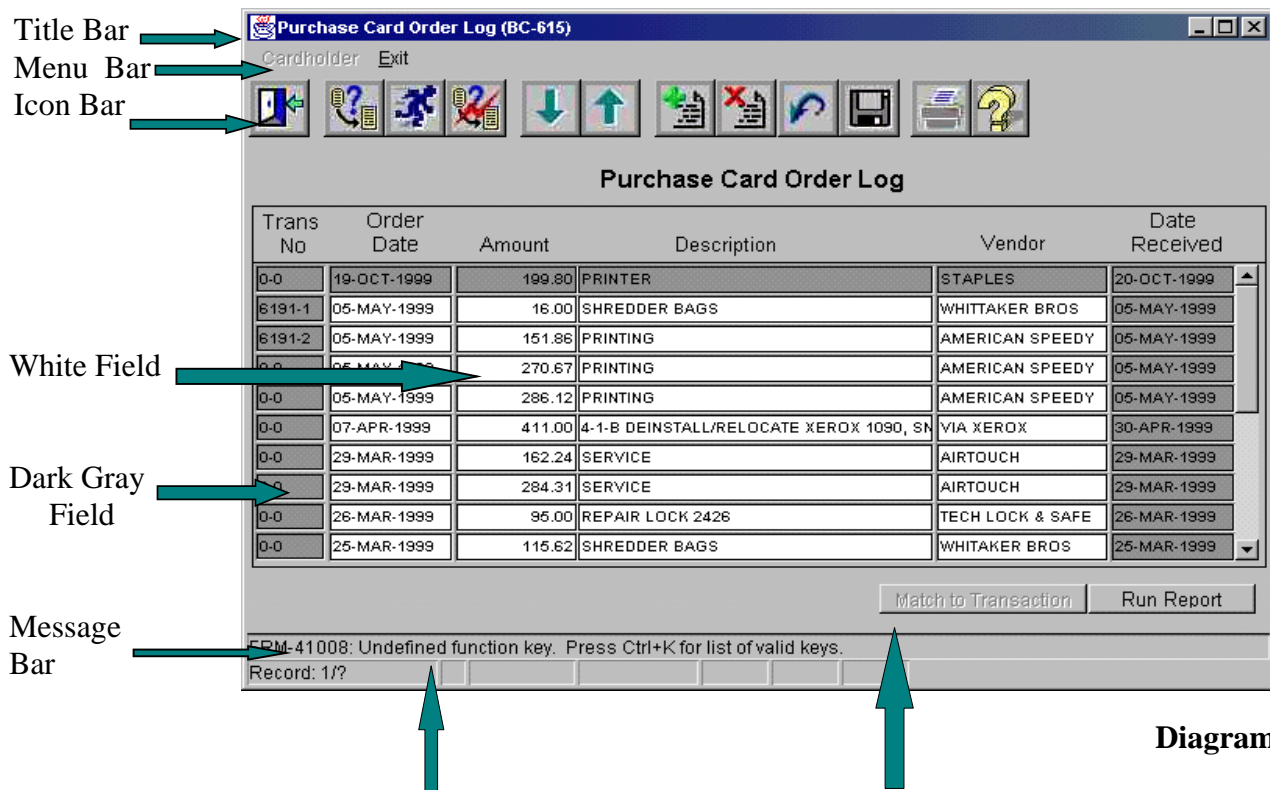 Title Bar
Menu Bar
Icon Bar
White Field
Dark Gray
Field
Message
Bar
Purchase Card Order Log (BC-615)
Cardholder Exit
Purchase Card Order Log
Trans No Order Date Amount Description Vendor Date Received
0-0 19-OCT-1999 199.80 PRINTER STAPLES 20-OCT-1999
6191-1 05-MAY-1999 16.00 SHREDDER BAGS WHITTAKER BROS 05-MAY-1999
6191-2 05-MAY-1999 151.86 PRINTING AMERICAN SPEEDY 05-MAY-1999
270.67 PRINTING AMERICAN SPEEDY 05-MAY-1999
0-0 05-MAY-1999 286.12 PRINTING AMERICAN SPEEDY 05-MAY-1999
0-0 07-APR-1999 411.00 4-1-B DEINSTALL/RELOCATE XEROX 1090, SN VIA XEROX 30-APR-1999
0-0 29-MAR-1999 162.24 SERVICE AIRTOUCH 29-MAR-1999
29-MAR-1999 284.31 SERVICE AIRTOUCH 29-MAR-1999
0-0 26-MAR-1999 95.00 REPAIR LOCK 2426 TECH LOCK & SAFE 26-MAR-1999
0-0 25-MAR-1999 115.62 SHREDDER BAGS WHITAKER BROS 25-MAR-1999
Match to Transaction Run Report
FRM-41008: Undefined function key. Press Ctrl+K for list of valid keys.
Record: 1/?
Diagram